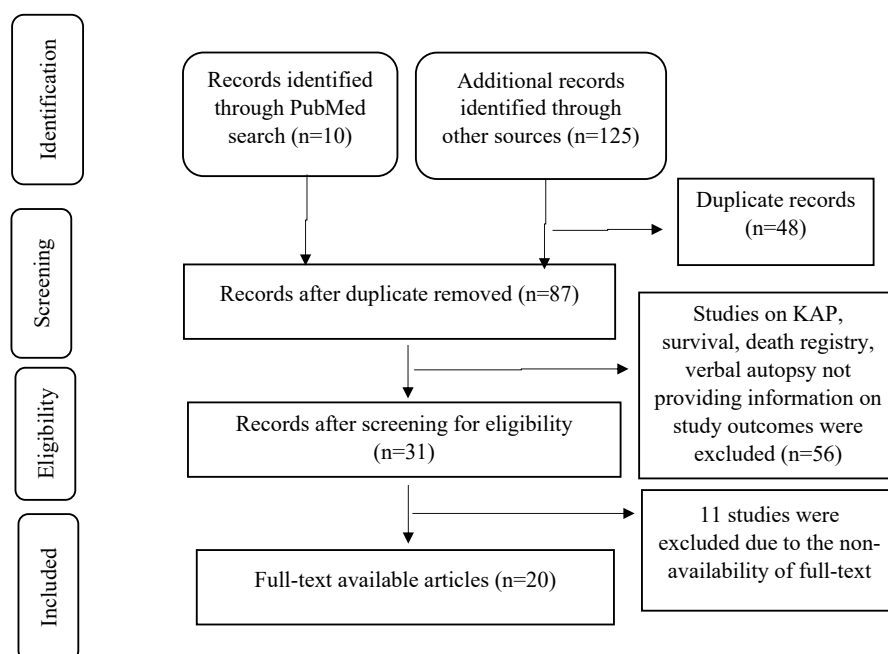 Identification
Records identified
through PubMed
search (n=10)
Additional records
identified through
other sources (n=125)
Duplicate records
(n=48)
Screening
Records after duplicate removed (n=87)
Studies on KAP,
survival, death registry,
verbal autopsy not
providing information on
study outcomes were
excluded (n=56)
Eligibility
Records after screening for eligibility
(n=31)
11 studies were
excluded due to the non-
availability of full-text
Included
Full-text available articles (n=20)